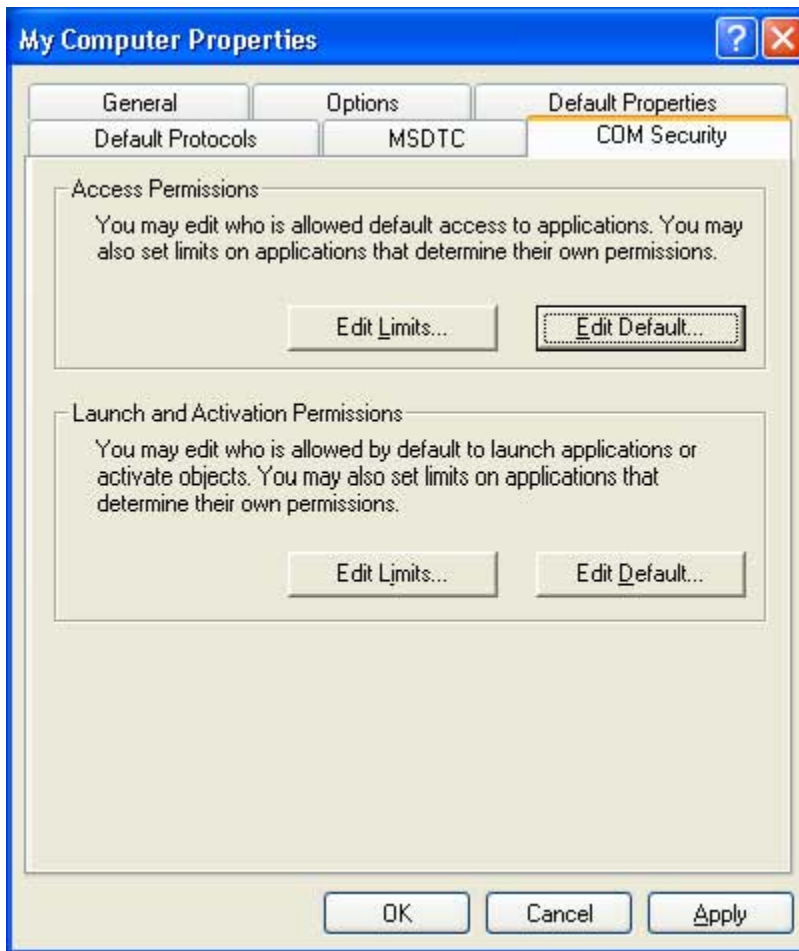 My Computer Properties
?
General Options Default Properties
Default Protocols MSDTC COM Security
Access Permissions
You may edit who is allowed default access to applications. You may
also set limits on applications that determine their own permissions.
Edit Limits... Edit Default...
Launch and Activation Permissions
You may edit who is allowed by default to launch applications or
activate objects. You may also set limits on applications that
determine their own permissions.
Edit Limits... Edit Default...
OK Cancel Apply